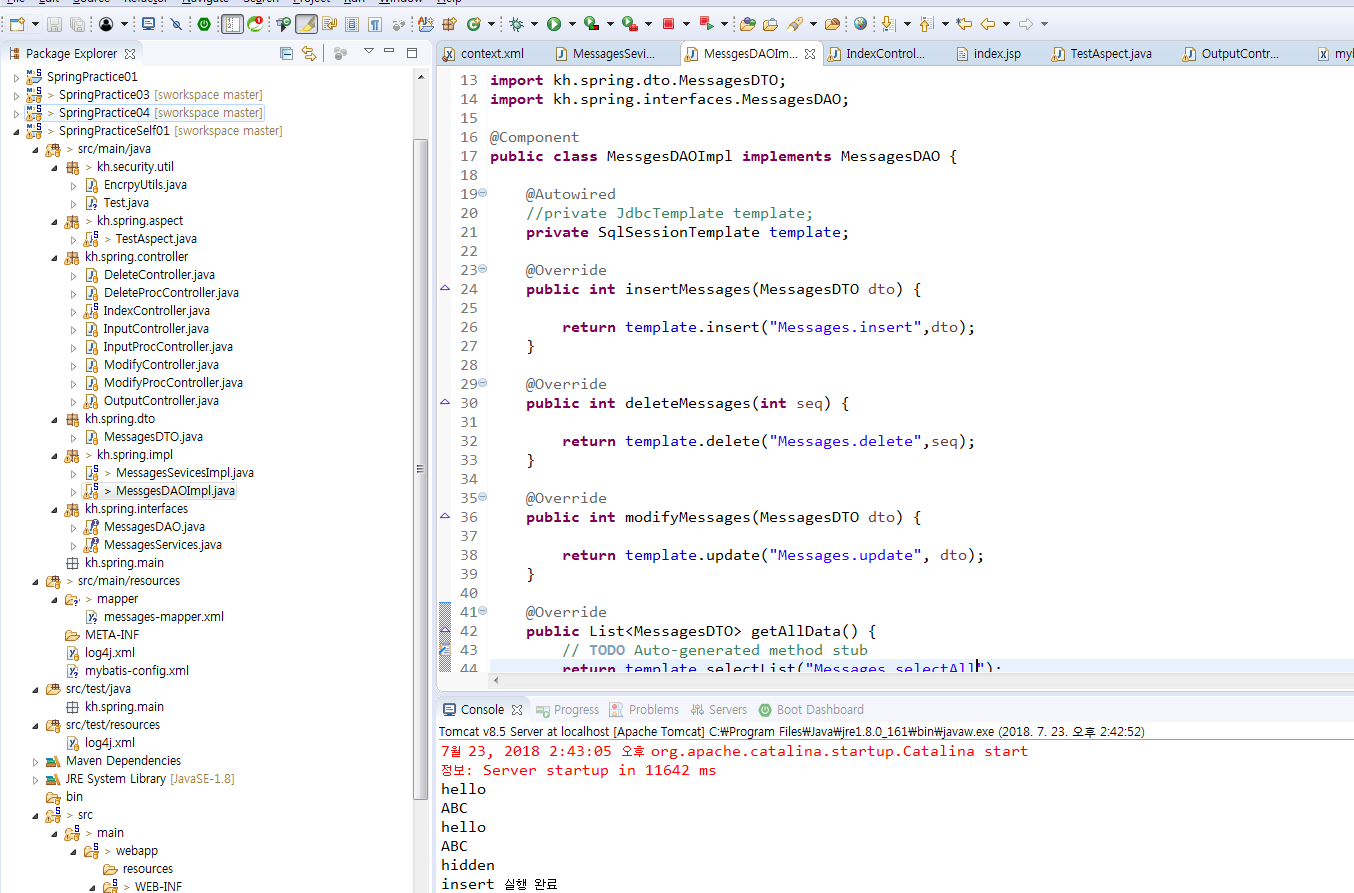 Package Explorer
SpringPractice01
> SpringPractice03 [sworkspace master]
> SpringPractice04 [sworkspace master]
> SpringPracticeSelf01 [sworkspace master]
> src/main/java
> kh.security.util
EncrpyUtils.java
Test.java
> kh.spring.aspect
> TestAspect.java
kh.spring.controller
DeleteController.java
DeleteProcController.java
IndexController.java
InputController.java
InputProcController.java
ModifyController.java
ModifyProcController.java
OutputController.java
kh.spring.dto
MessagesDTO.java
> kh.spring.impl
> MessagesSevicesImpl.java
> MessgesDAOImpl.java
kh.spring.interfaces
MessagesDAO.java
MessagesServices.java
kh.spring.main
> src/main/resources
> mapper
messages-mapper.xml
META-INF
log4j.xml
mybatis-config.xml
src/test/java
kh.spring.main
src/test/resources
log4j.xml
Maven Dependencies
JRE System Library [JavaSE-1.8]
bin
> src
> main
> webapp
resources
> WEB-INF
context.xml MessagesSevi... MessgesDAOIm... IndexControl... index.jsp TestAspect.java OutputContr...
13 import kh.spring.dto.MessagesDTO;
14 import kh.spring.interfaces.MessagesDAO;
15
16 @Component
17 public class MessgesDAOImpl implements MessagesDAO {
18
19 @Autowired
20 //private JdbcTemplate template;
21 private SqlSessionTemplate template;
22
23 @Override
24 public int insertMessages(MessagesDTO dto) {
25
26 return template.insert("Messages.insert",dto);
27 }
28
29 @Override
30 public int deleteMessages(int seq) {
31
32 return template.delete("Messages.delete",seq);
33 }
34
35 @Override
36 public int modifyMessages(MessagesDTO dto) {
37
38 return template.update("Messages.update", dto);
39 }
40
41 @Override
42 public List<MessagesDTO> getAllData() {
43 // TODO Auto-generated method stub
44 return template.selectList("Messages.selectAll");
Console Progress Problems Servers Boot Dashboard
Tomcat v8.5 Server at localhost [Apache Tomcat] C:₩Program Files₩Java₩jre1.8.0_161₩bin₩javaw.exe (2018. 7. 23. 오후 2:42:52)
7월 23, 2018 2:43:05 오후 org.apache.catalina.startup.Catalina start
정보: Server startup in 11642 ms
hello
ABC
hello
ABC
hidden
insert 실행 완료